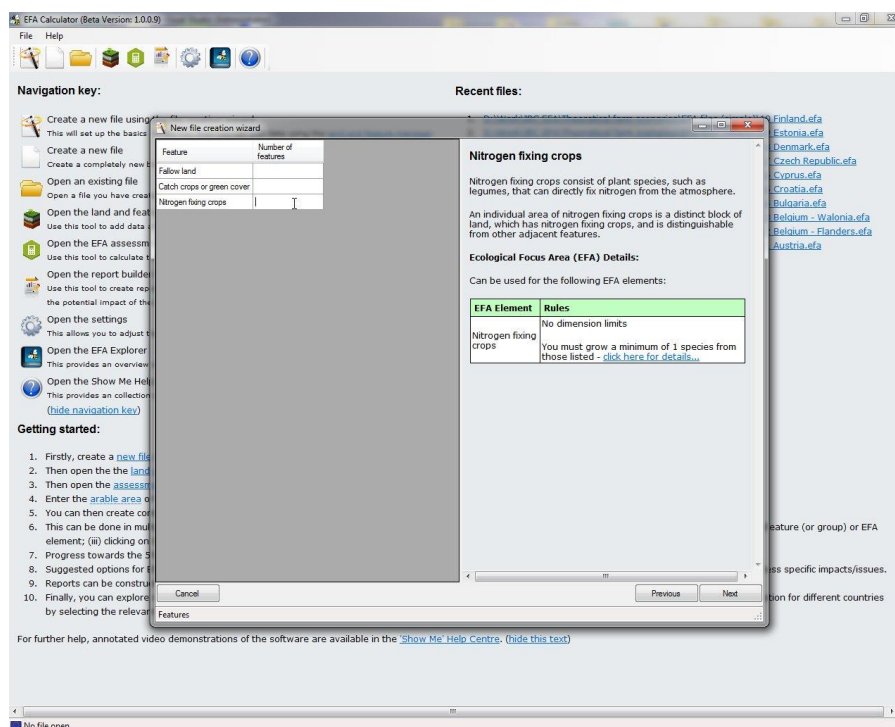 EFA Calculator (Beta Version: 1.0.0.9)
File Help
Navigation key:
Recent files:
Create a new file using
This will set up the basics
Create a new file
Create a completely new
Open an existing file
Open a file you have
Open the land and
Use this tool to add data
Open the EFA
Use this tool to calculate
Open the report builder
Use this tool to create
the potential impact of the
Open the settings
This allows you to adjust
Open the EFA Explorer
This provides an overview
Open the Show Me
This provides an collection
(hide navigation key)
Finland.efa
Estonia.efa
Denmark.efa
Czech Republic.efa
Cyprus.efa
Croatia.efa
Bulgaria.efa
Belgium - Walonia.efa
Belgium - Flanders.efa
Austria.efa
New file creation wizard
Feature Number of
features
Fallow land
Catch crops or green cover
Nitrogen fixing crops
Nitrogen fixing crops
Nitrogen fixing crops consist of plant species, such as
legumes, that can directly fix nitrogen from the atmosphere.
An individual area of nitrogen fixing crops is a distinct block of
land, which has nitrogen fixing crops, and is distinguishable
from other adjacent features.
Ecological Focus Area (EFA) Details:
Can be used for the following EFA elements:
EFA Element Rules
Nitrogen fixing
crops
No dimension limits
You must grow a minimum of 1 species from
those listed - click here for details...
Cancel Previous Next
Features
Getting started:
1. Firstly, create a new file
2. Then open the the land
3. Then open the
4. Enter the arable area
5. You can then create
6. This can be done in eature (or group) or EFA
element; (iii) clicking on
7. Progress towards the
8. Suggested options for ss specific impacts/issues.
9. Reports can be
10. Finally, you can explore tion for different countries
by selecting the
For further help, annotated video demonstrations of the software are available in the 'Show Me' Help Centre. (hide this text)
No file open